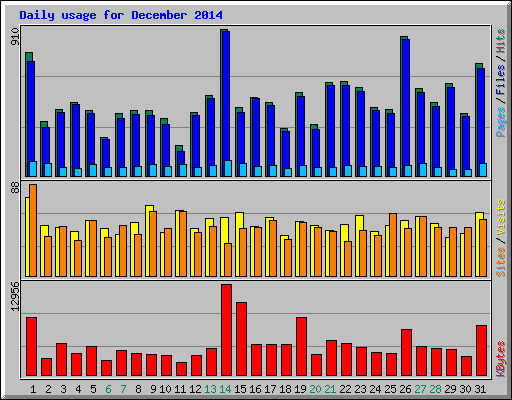 Daily usage for December 2014
910
Pages / Files / Hits
88
Sites / Visits
12956
KBytes
1 2 3 4 5 6 7 8 9 10 11 12 13 14 15 16 17 18 19 20 21 22 23 24 25 26 27 28 29 30 31